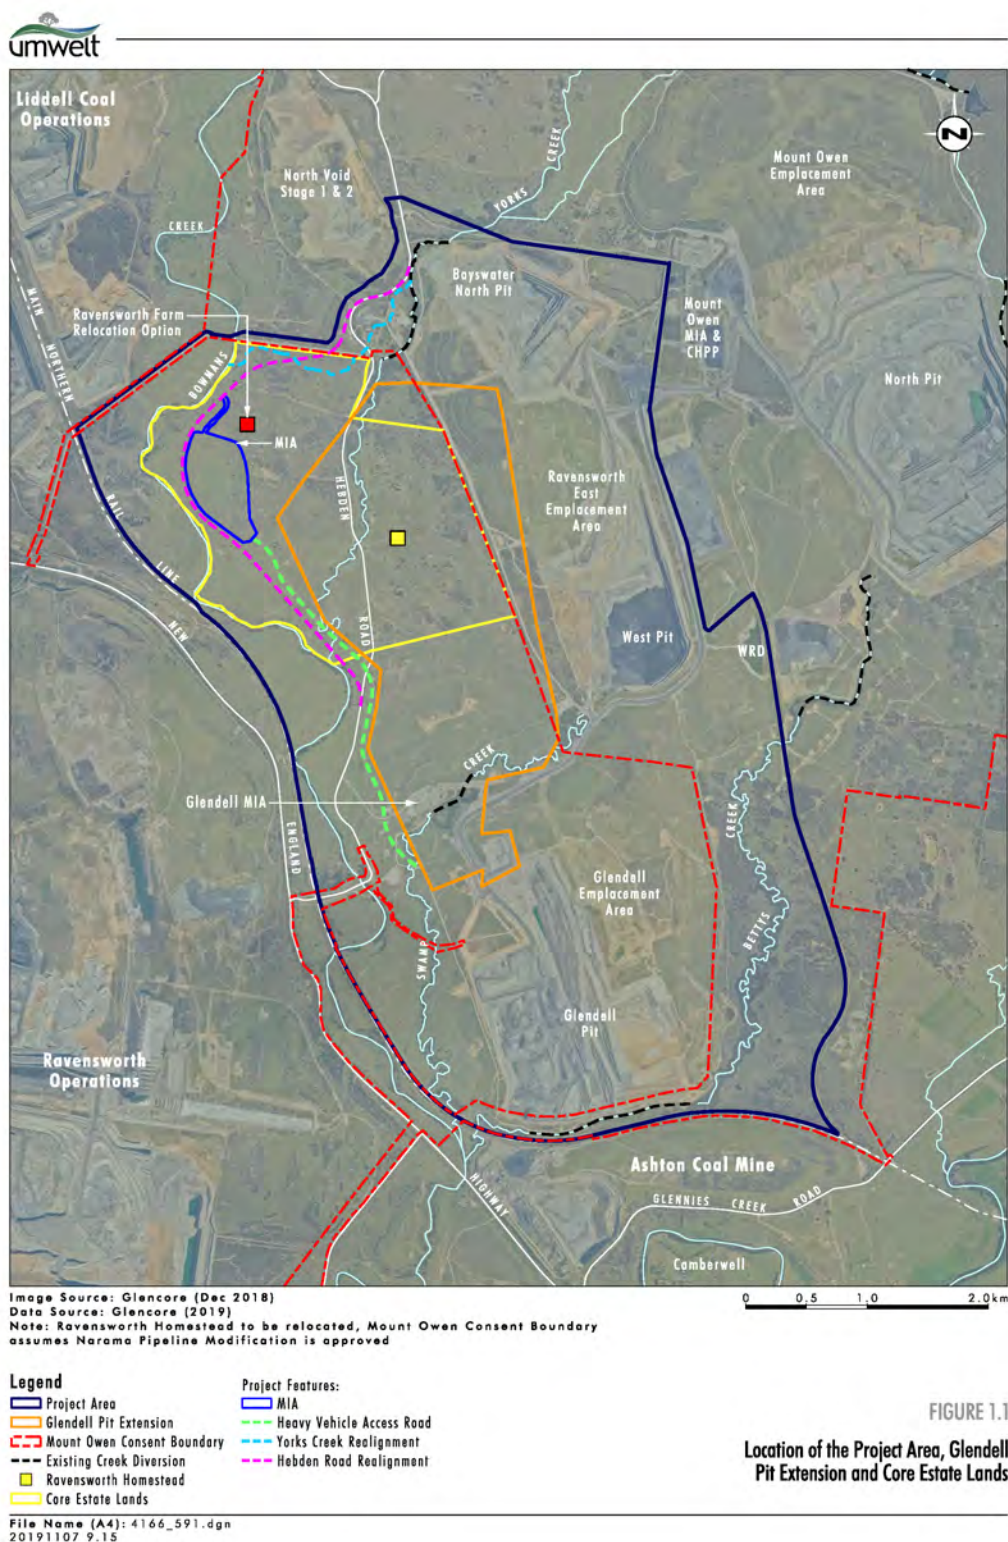 umwelt
Liddell Coal
Operations
North Void
Stage 1 & 2
CREEK
YORKS
N
Mount Owen
Emplacement
Area
CREEK
Bayswater
North Pit
MAIN
NORTHERN
RAIL
LINE
Ravensworth Farm
Relocation Option
Mount
Owen
MIA &
CHPP
North Pit
BOWMANS
MIA
HEBDEN
ROAD
Ravensworth
East
Emplacement
Area
NEW
ENGLAND
HIGHWAY
West Pit
WRD
CREEK
Glendell MIA
CREEK
BETTYS
Glendell
Emplacement
Area
SWAMP
Glendell
Pit
Ravensworth
Operations
Ashton Coal Mine
GLENNIES CREEK ROAD
Camberwell
Image Source: Glencore (Dec 2018)
Data Source: Glencore (2019)
Note: Ravensworth Homestead to be relocated, Mount Owen Consent Boundary
assumes Narama Pipeline Modification is approved
0 0.5 1.0 2.0km
Legend
Project Area
Glendell Pit Extension
Mount Owen Consent Boundary
Existing Creek Diversion
Ravensworth Homestead
Core Estate Lands
Project Features:
MIA
Heavy Vehicle Access Road
Yorks Creek Realignment
Hebden Road Realignment
FIGURE 1.1
Location of the Project Area, Glendell
Pit Extension and Core Estate Lands
File Name (A4): 4166_591.dgn
20191107 9.15